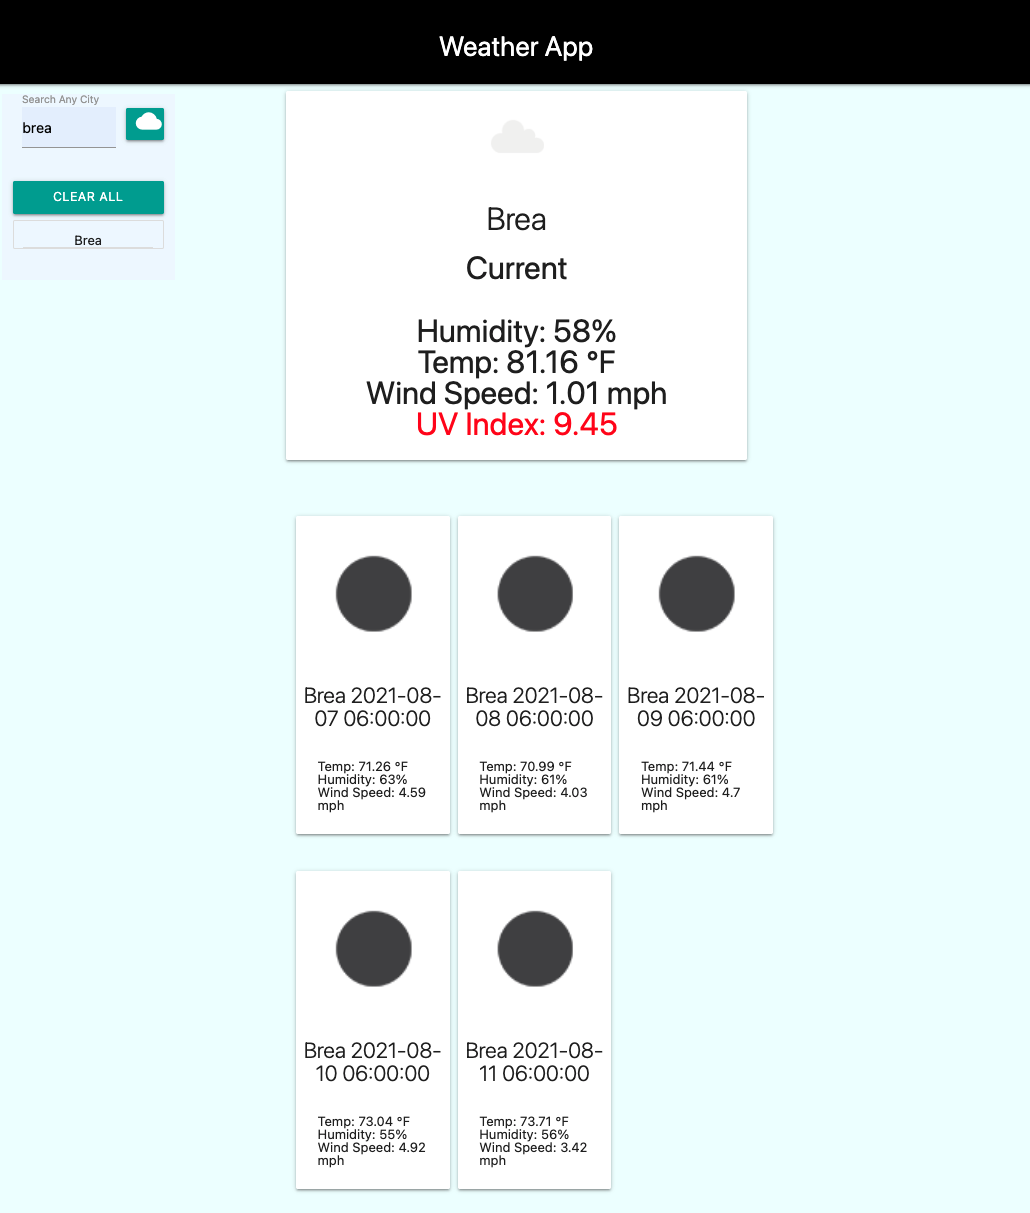 Weather App
Search Any City
brea
CLEAR ALL
Brea
Brea
Current
Humidity: 58%
Temp: 81.16 °F
Wind Speed: 1.01 mph
UV Index: 9.45
Brea 2021-08-
07 06:00:00
Temp: 71.26 °F
Humidity: 63%
Wind Speed: 4.59
mph
Brea 2021-08-
08 06:00:00
Temp: 70.99 °F
Humidity: 61%
Wind Speed: 4.03
mph
Brea 2021-08-
09 06:00:00
Temp: 71.44 °F
Humidity: 61%
Wind Speed: 4.7
mph
Brea 2021-08-
10 06:00:00
Temp: 73.04 °F
Humidity: 55%
Wind Speed: 4.92
mph
Brea 2021-08-
11 06:00:00
Temp: 73.71 °F
Humidity: 56%
Wind Speed: 3.42
mph